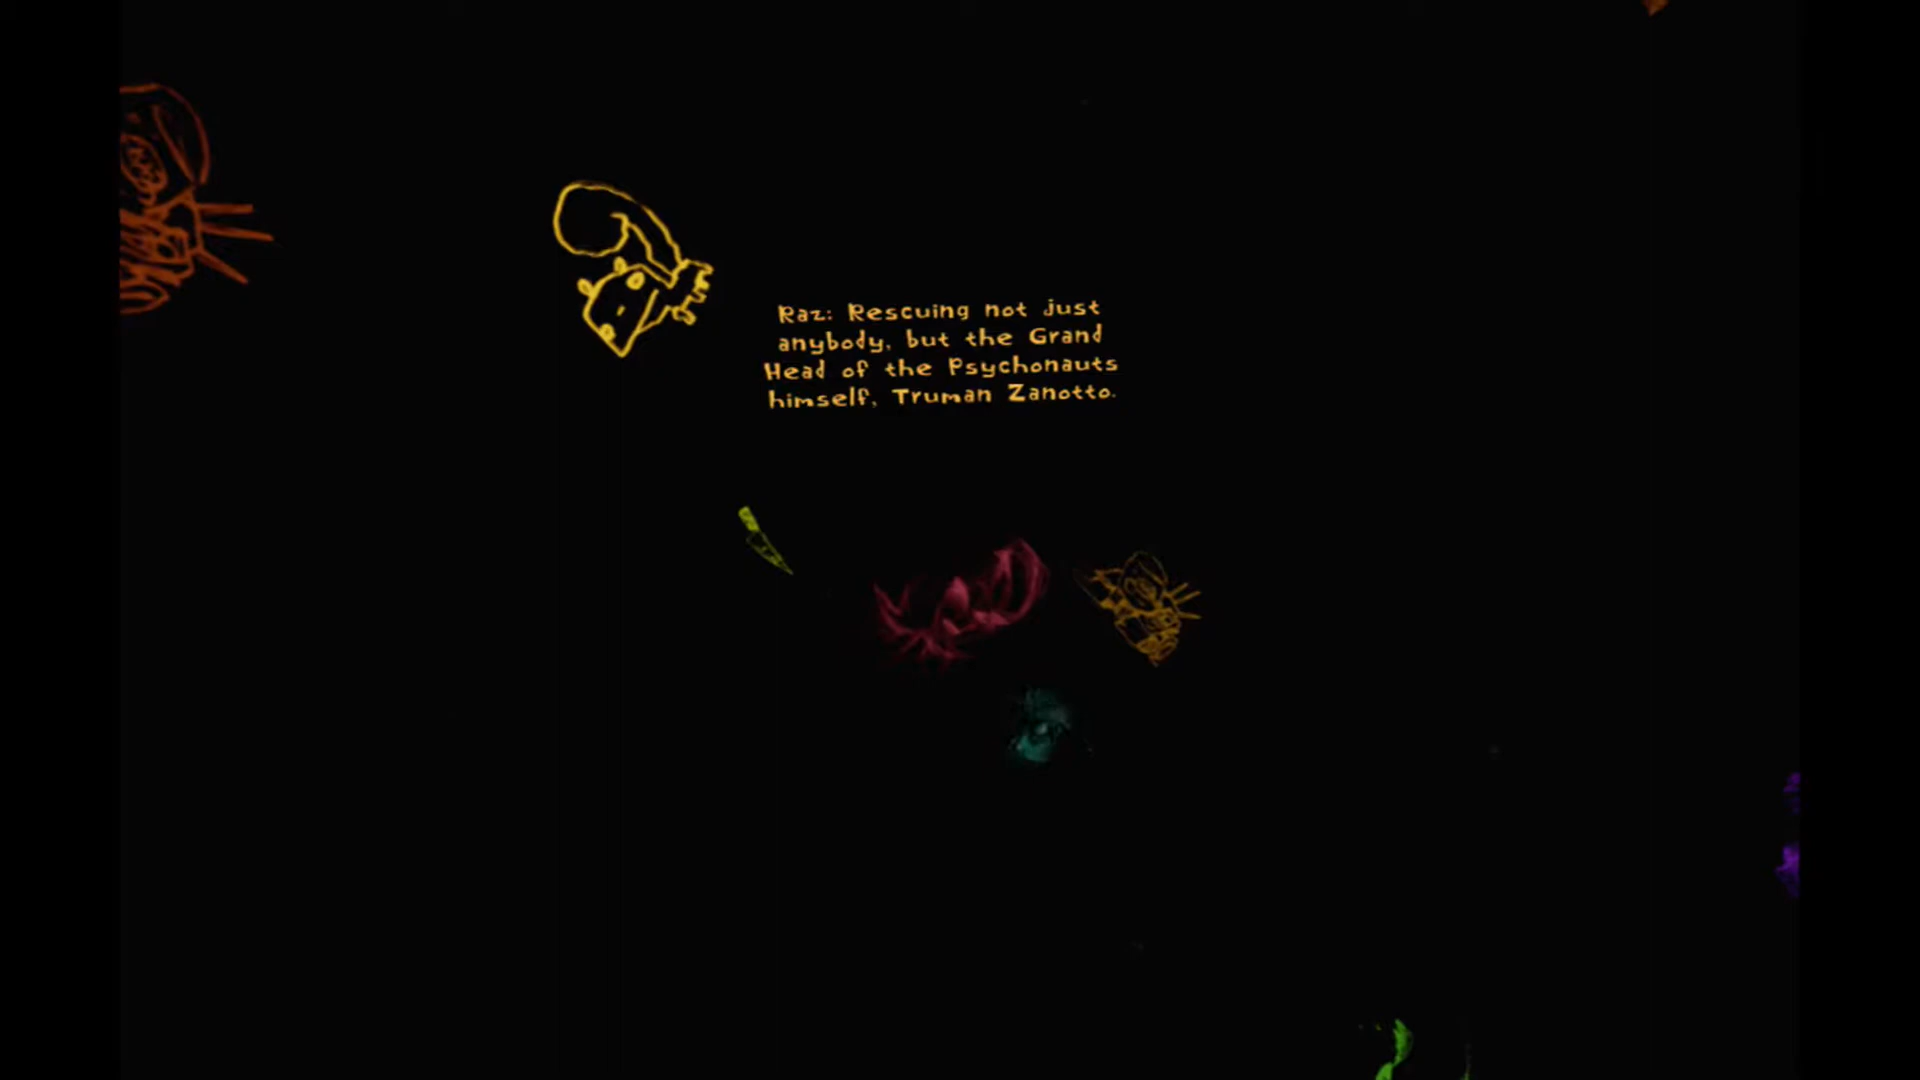 Raz: Rescuing not just
anybody, but the Grand
Head of the Psychonauts
himself, Truman Zanotto.